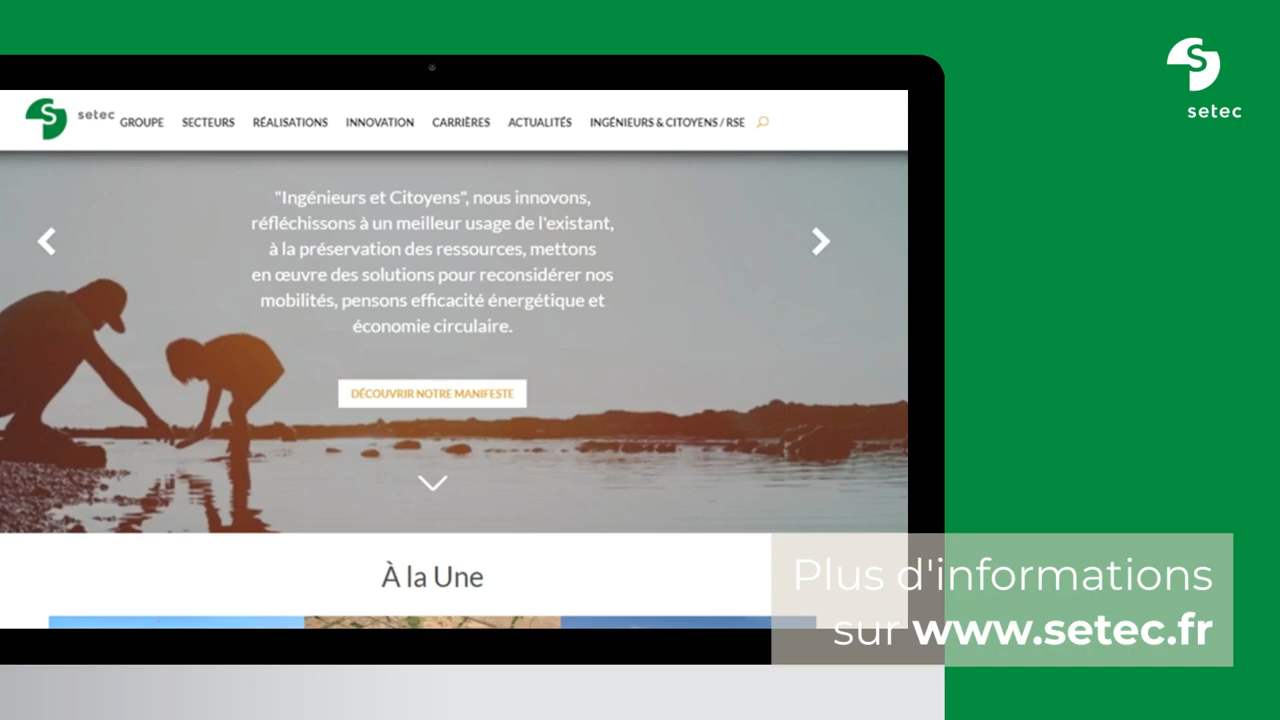 setec
setec
GROUPE SECTEURS RÉALISATIONS INNOVATION CARRIÈRES ACTUALITÉS INGÉNIEURS & CITOYENS / RSE
"Ingénieurs et Citoyens", nous innovons,
réfléchissons à un meilleur usage de l'existant,
à la préservation des ressources, mettons
en œuvre des solutions pour reconsidérer nos
mobilités, pensons efficacité énergétique et
économie circulaire.
DÉCOUVRIR NOTRE MANIFESTE
À la Une
Plus d'informations
sur www.setec.fr